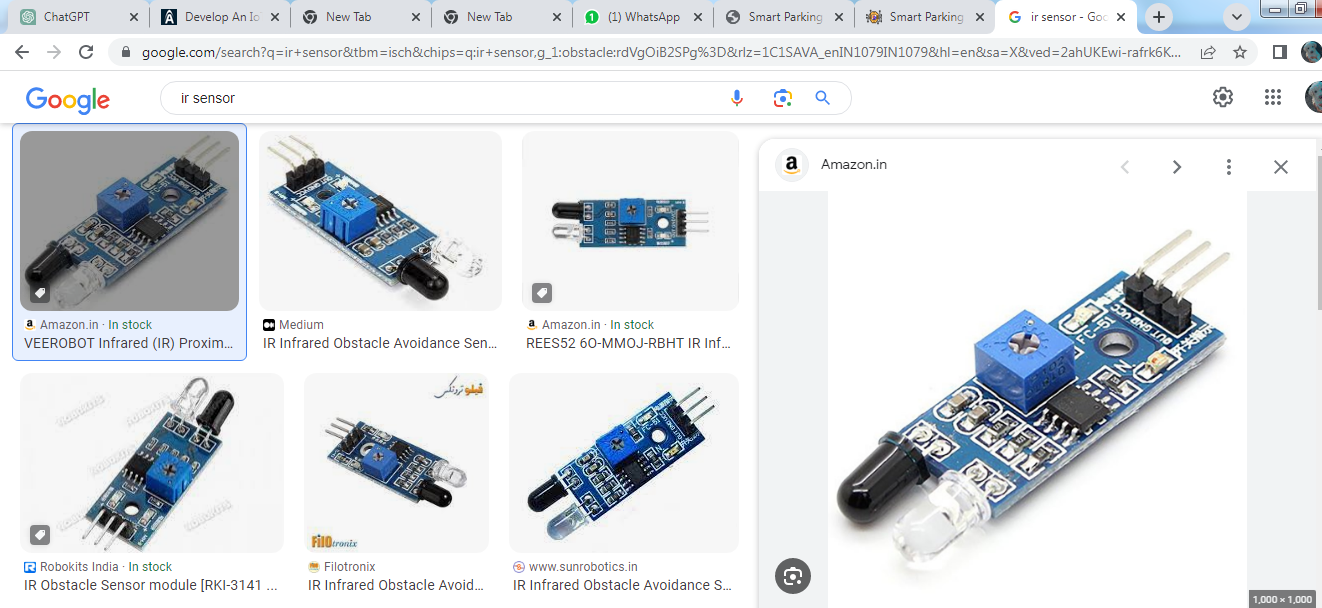 ChatGPT
Develop An Io
New Tab
New Tab
(1) WhatsApp
Smart Parking
Smart Parking
ir sensor - Goo
google.com/search?q=ir+sensor&tbm=isch&chips=q:ir+sensor,g_1:obstacle:rdVgOiB2SPg%3D&rlz=1C1SAVA_enIN1079IN1079&hl=en&sa=X&ved=2ahUKEwi-rafrk6K...
Google
ir sensor
Amazon.in
Amazon.in · In stock
VEEROBOT Infrared (IR) Proxim...
Medium
IR Infrared Obstacle Avoidance Sen...
Amazon.in · In stock
REES52 6O-MMOJ-RBHT IR Inf...
فيلوترونكس
Filotronix
Robokits India · In stock
IR Obstacle Sensor module [RKI-3141 ...
Filotronix
IR Infrared Obstacle Avoid...
www.sunrobotics.in
IR Infrared Obstacle Avoidance S...
1,000 × 1,000